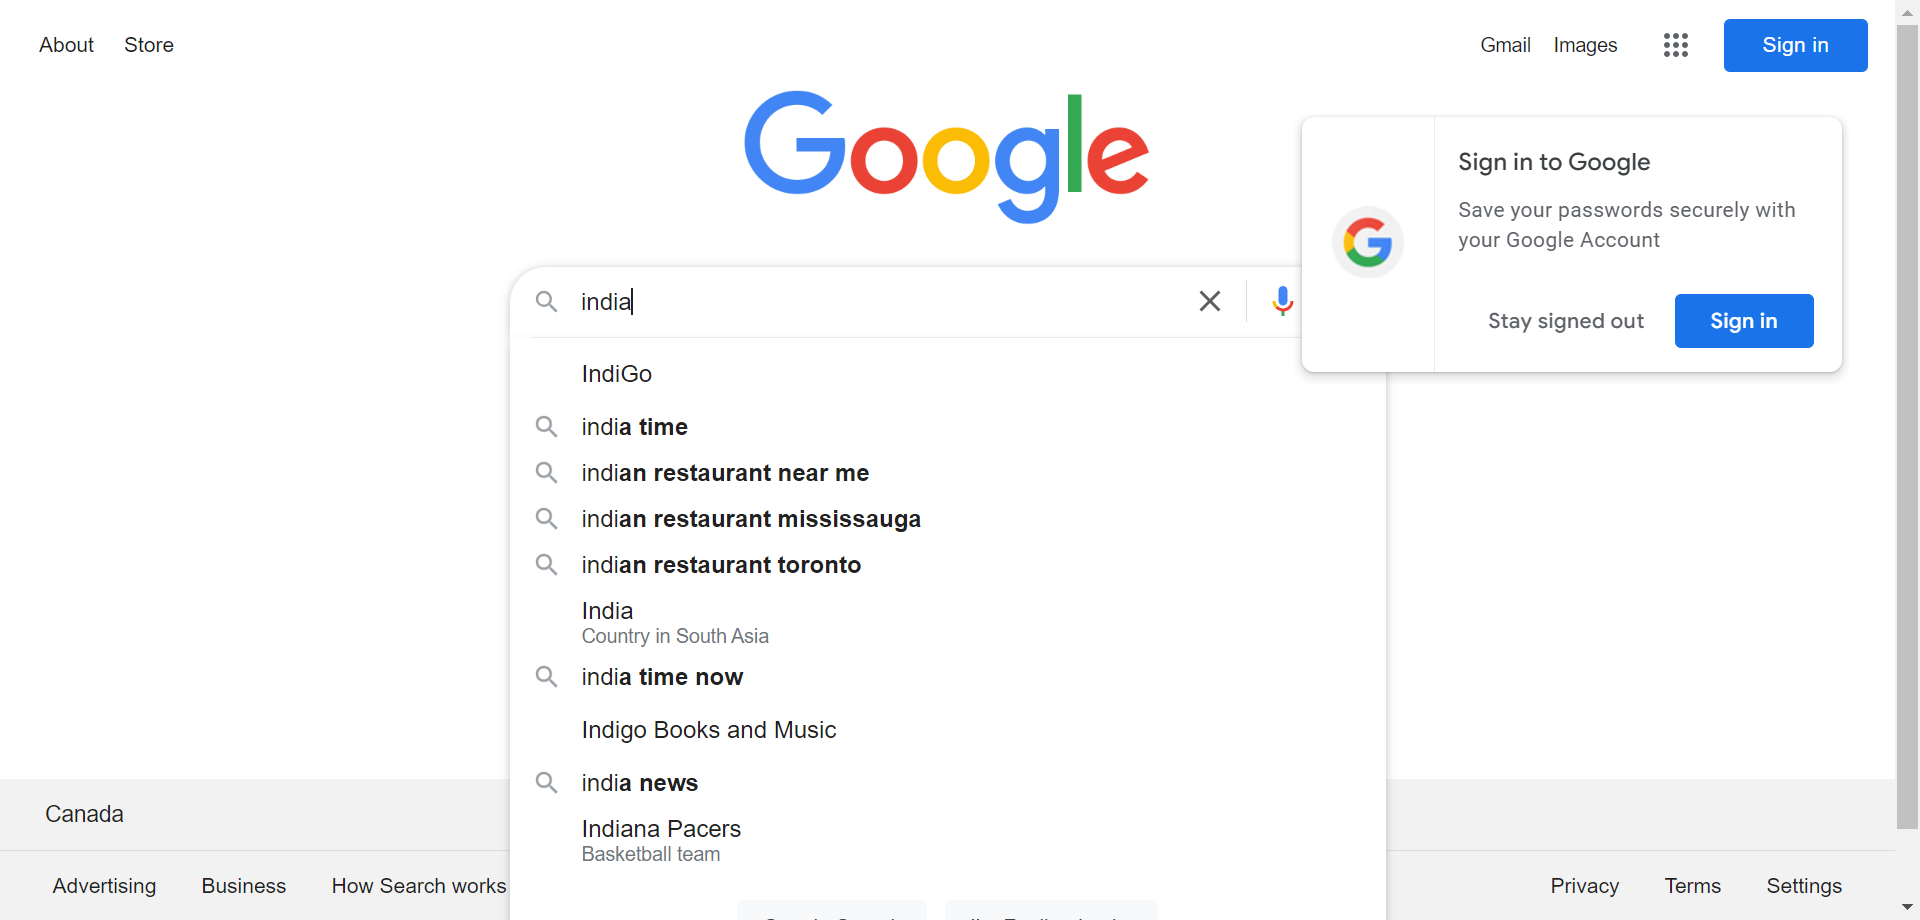 About Store Gmail Images Sign in
Google
Sign in to Google
Save your passwords securely with
your Google Account
Stay signed out Sign in
india
IndiGo
india time
indian restaurant near me
indian restaurant mississauga
indian restaurant toronto
India
Country in South Asia
india time now
Indigo Books and Music
india news
Indiana Pacers
Basketball team
Canada
Advertising Business How Search works Privacy Terms Settings